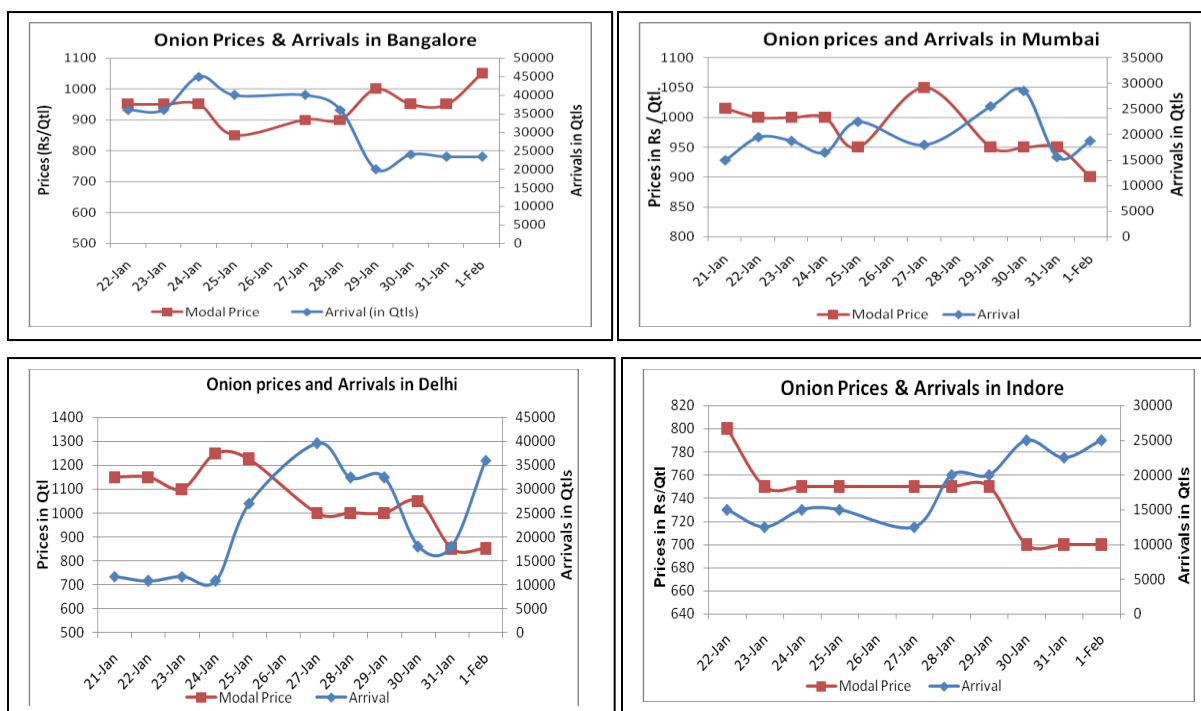 Onion Prices & Arrivals in Bangalore
Prices (Rs/Qtl)
1100
1000
900
800
700
600
500
50000
45000
40000
35000
30000
25000
20000
15000
10000
5000
0
Arrivals in Qtls
22-Jan
23-Jan
24-Jan
25-Jan
26-Jan
27-Jan
28-Jan
29-Jan
30-Jan
31-Jan
1-Feb
Modal Price
Arrival (in Qtls)
Onion prices and Arrivals in Mumbai
Prices in Rs / Qtl.
1100
1050
1000
950
900
850
800
35000
30000
25000
20000
15000
10000
5000
0
Arrivals in Qtls
21-Jan
22-Jan
23-Jan
24-Jan
25-Jan
26-Jan
27-Jan
28-Jan
29-Jan
30-Jan
31-Jan
1-Feb
Modal Price
Arrival
Onion prices and Arrivals in Delhi
Prices in Qtl
1400
1300
1200
1100
1000
900
800
700
600
500
45000
40000
35000
30000
25000
20000
15000
10000
5000
0
Arrivals in Qtls
21-Jan
22-Jan
23-Jan
24-Jan
25-Jan
26-Jan
27-Jan
28-Jan
29-Jan
30-Jan
31-Jan
1-Feb
Modal Price
Arrival
Onion Prices & Arrivals in Indore
Prices in Rs/Qtl
820
800
780
760
740
720
700
680
660
640
30000
25000
20000
15000
10000
5000
0
Arrivals in Qtls
22-Jan
23-Jan
24-Jan
25-Jan
26-Jan
27-Jan
28-Jan
29-Jan
30-Jan
31-Jan
1-Feb
Modal Price
Arrival